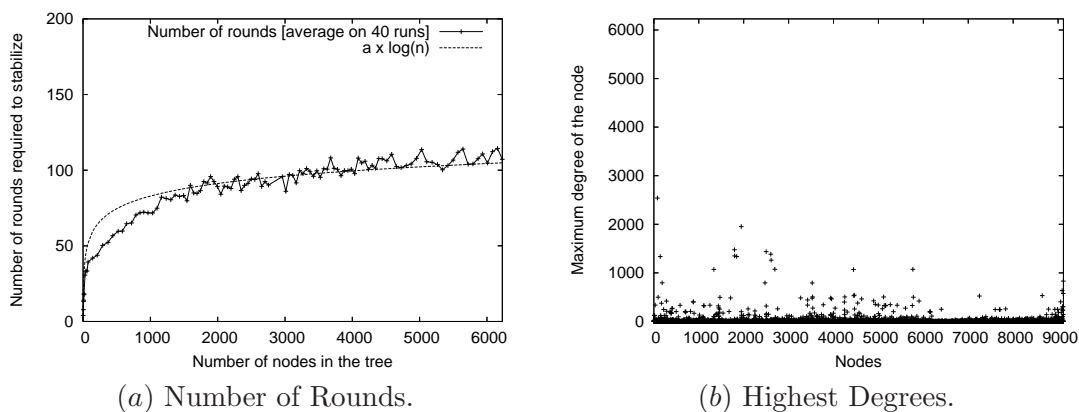 Number of rounds required to stabilize
200
150
100
50
0
Number of rounds [average on 40 runs]
a x log(n)
0 1000 2000 3000 4000 5000 6000
Number of nodes in the tree
(a) Number of Rounds.
Maximum degree of the node
6000
5000
4000
3000
2000
1000
0
0 1000 2000 3000 4000 5000 6000 7000 8000 9000
Nodes
(b) Highest Degrees.